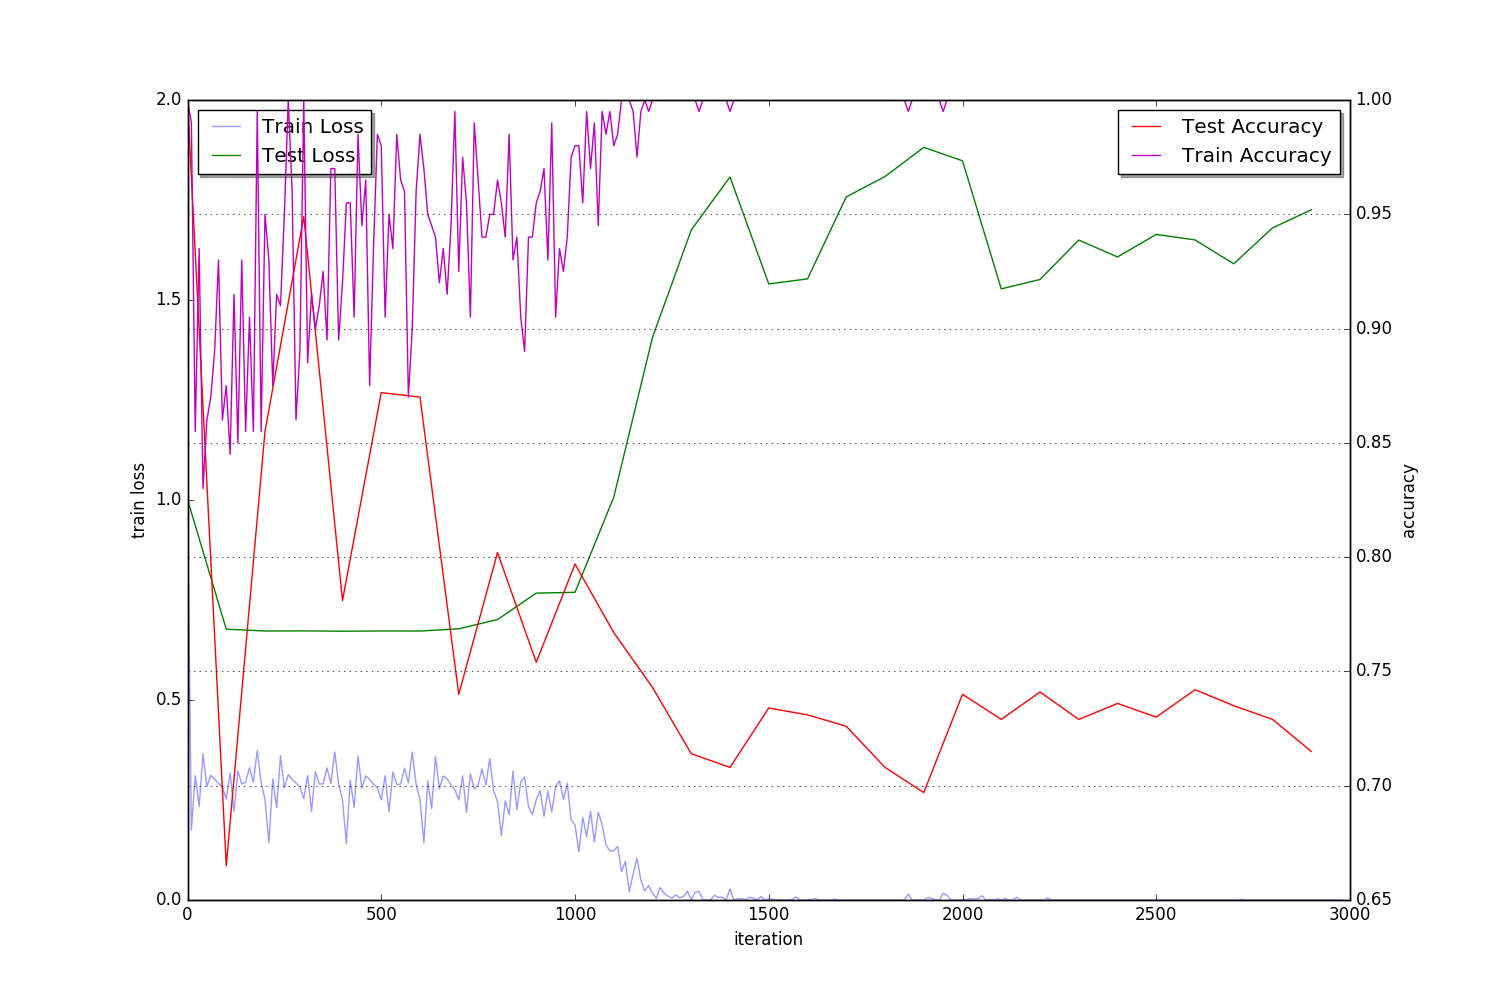 2.0
1.5
1.0
0.5
0.0
train loss
Train Loss
Test Loss
Test Accuracy
Train Accuracy
1.00
0.95
0.90
0.85
0.80
0.75
0.70
0.65
accuracy
0 500 1000 1500 2000 2500 3000
iteration